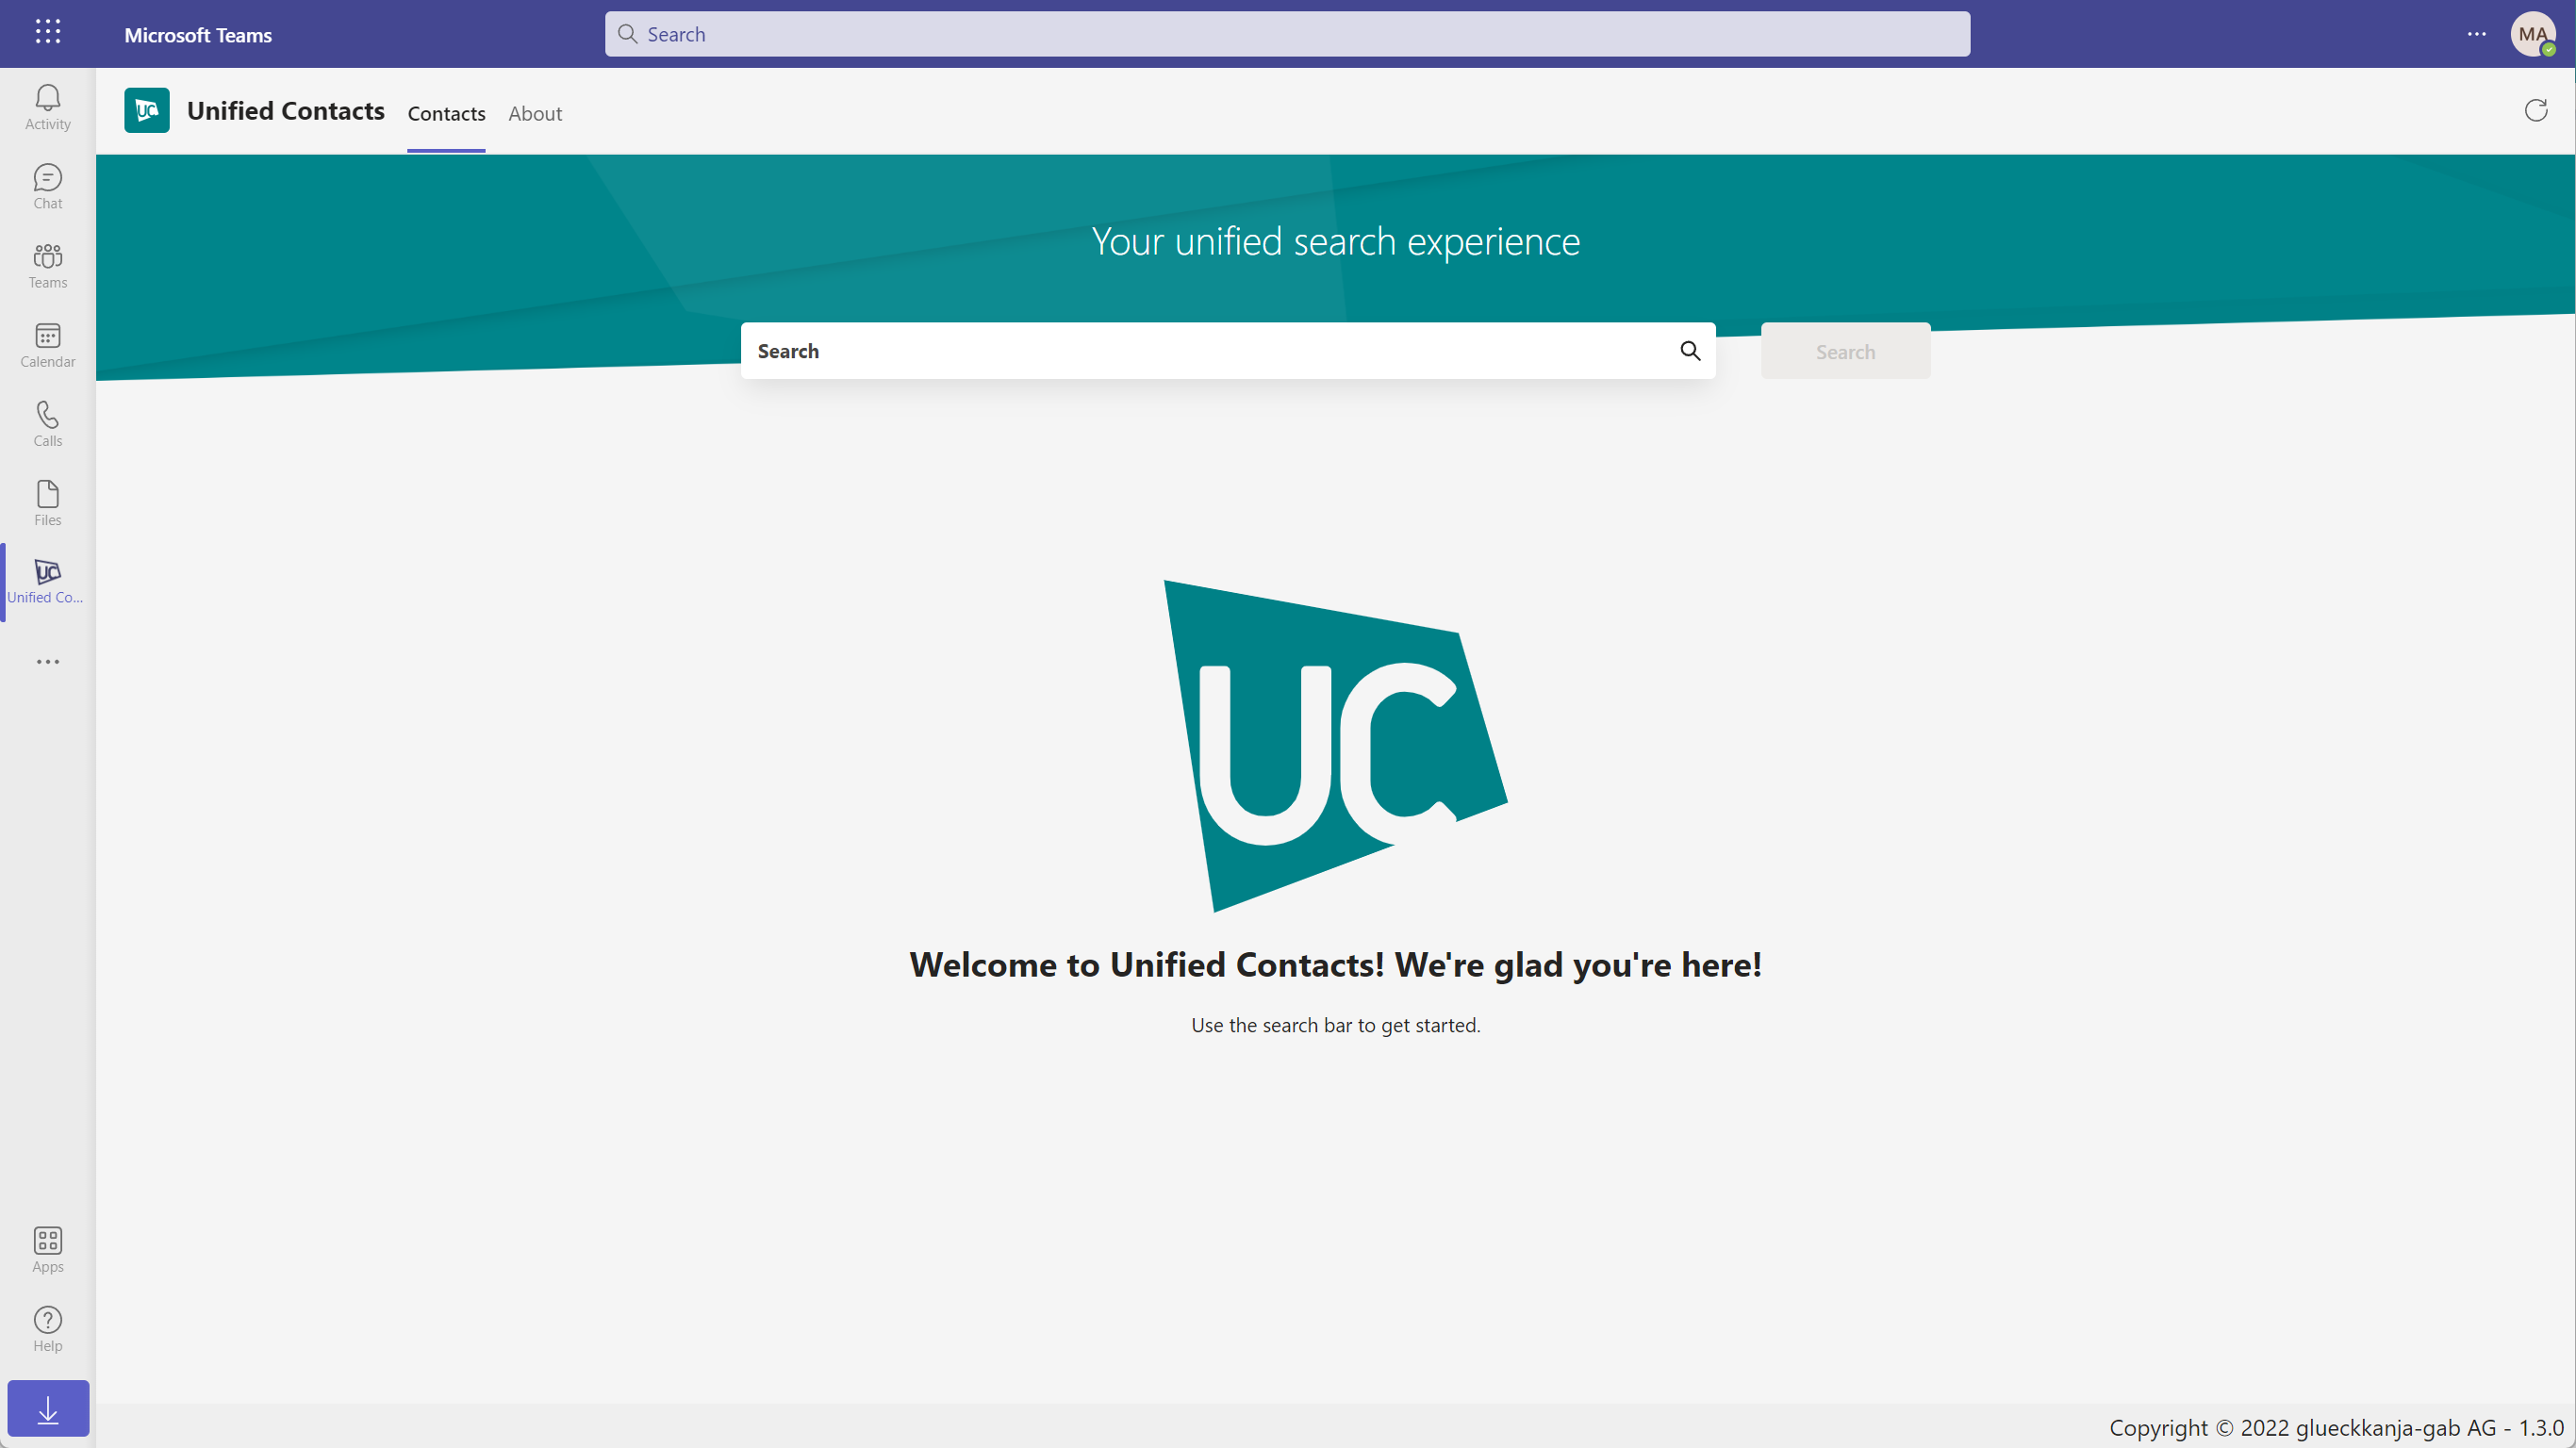 Microsoft Teams
Search
MA
Activity
Chat
Teams
Calendar
Calls
Files
Unified Co...
Apps
Help
UC
Unified Contacts
Contacts
About
Your unified search experience
Search
Search
UC
Welcome to Unified Contacts! We're glad you're here!
Use the search bar to get started.
Copyright © 2022 glueckkanja-gab AG - 1.3.0